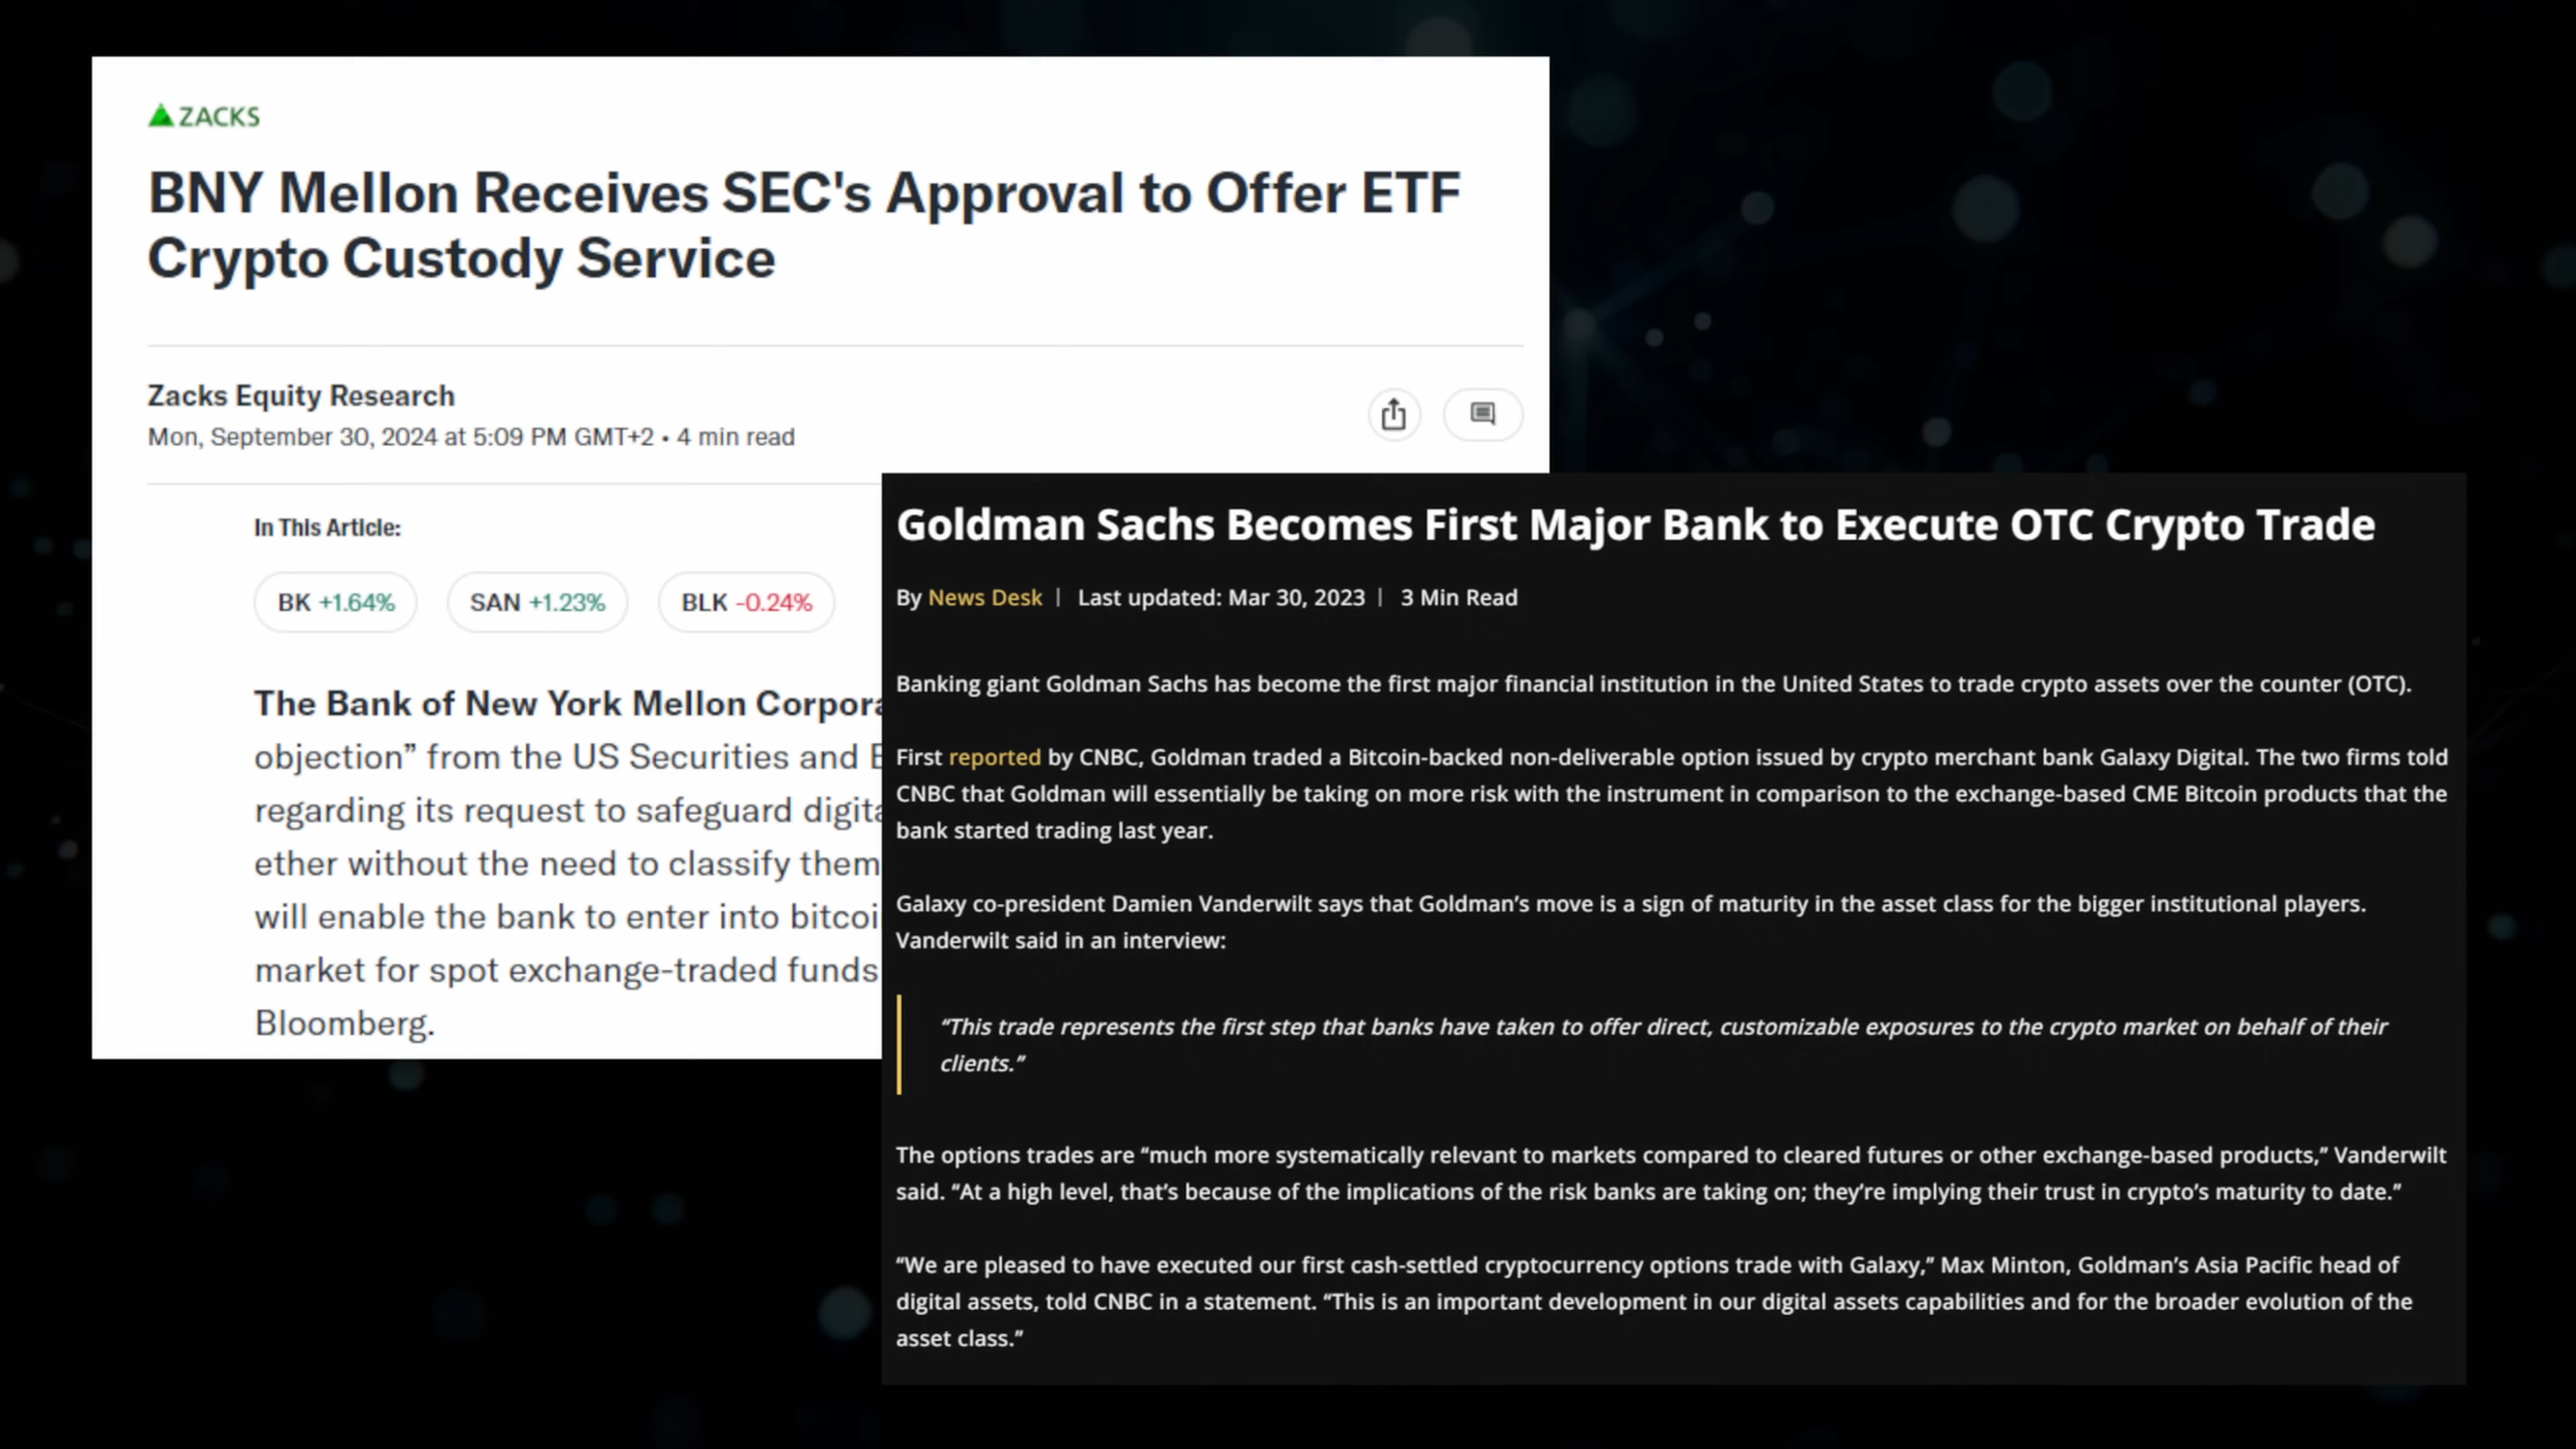 ZACKS
BNY Mellon Receives SEC's Approval to Offer ETF
Crypto Custody Service
Zacks Equity Research
Mon, September 30, 2024 at 5:09 PM GMT+2 • 4 min read
In This Article:
BK +1.64%
SAN +1.23%
BLK -0.24%
The Bank of New York Mellon
objection” from the US Securities and
regarding its request to safeguard
ether without the need to classify them
will enable the bank to enter into
market for spot exchange-traded funds
Bloomberg.
Goldman Sachs Becomes First Major Bank to Execute OTC Crypto Trade
By News Desk | Last updated: Mar 30, 2023 | 3 Min Read
Banking giant Goldman Sachs has become the first major financial institution in the United States to trade crypto assets over the counter (OTC).
First reported by CNBC, Goldman traded a Bitcoin-backed non-deliverable option issued by crypto merchant bank Galaxy Digital. The two firms told
CNBC that Goldman will essentially be taking on more risk with the instrument in comparison to the exchange-based CME Bitcoin products that the
bank started trading last year.
Galaxy co-president Damien Vanderwilt says that Goldman’s move is a sign of maturity in the asset class for the bigger institutional players.
Vanderwilt said in an interview:
“This trade represents the first step that banks have taken to offer direct, customizable exposures to the crypto market on behalf of their
clients.”
The options trades are “much more systematically relevant to markets compared to cleared futures or other exchange-based products,” Vanderwilt
said. “At a high level, that’s because of the implications of the risk banks are taking on; they’re implying their trust in crypto’s maturity to date.”
“We are pleased to have executed our first cash-settled cryptocurrency options trade with Galaxy,” Max Minton, Goldman’s Asia Pacific head of
digital assets, told CNBC in a statement. “This is an important development in our digital assets capabilities and for the broader evolution of the
asset class.”